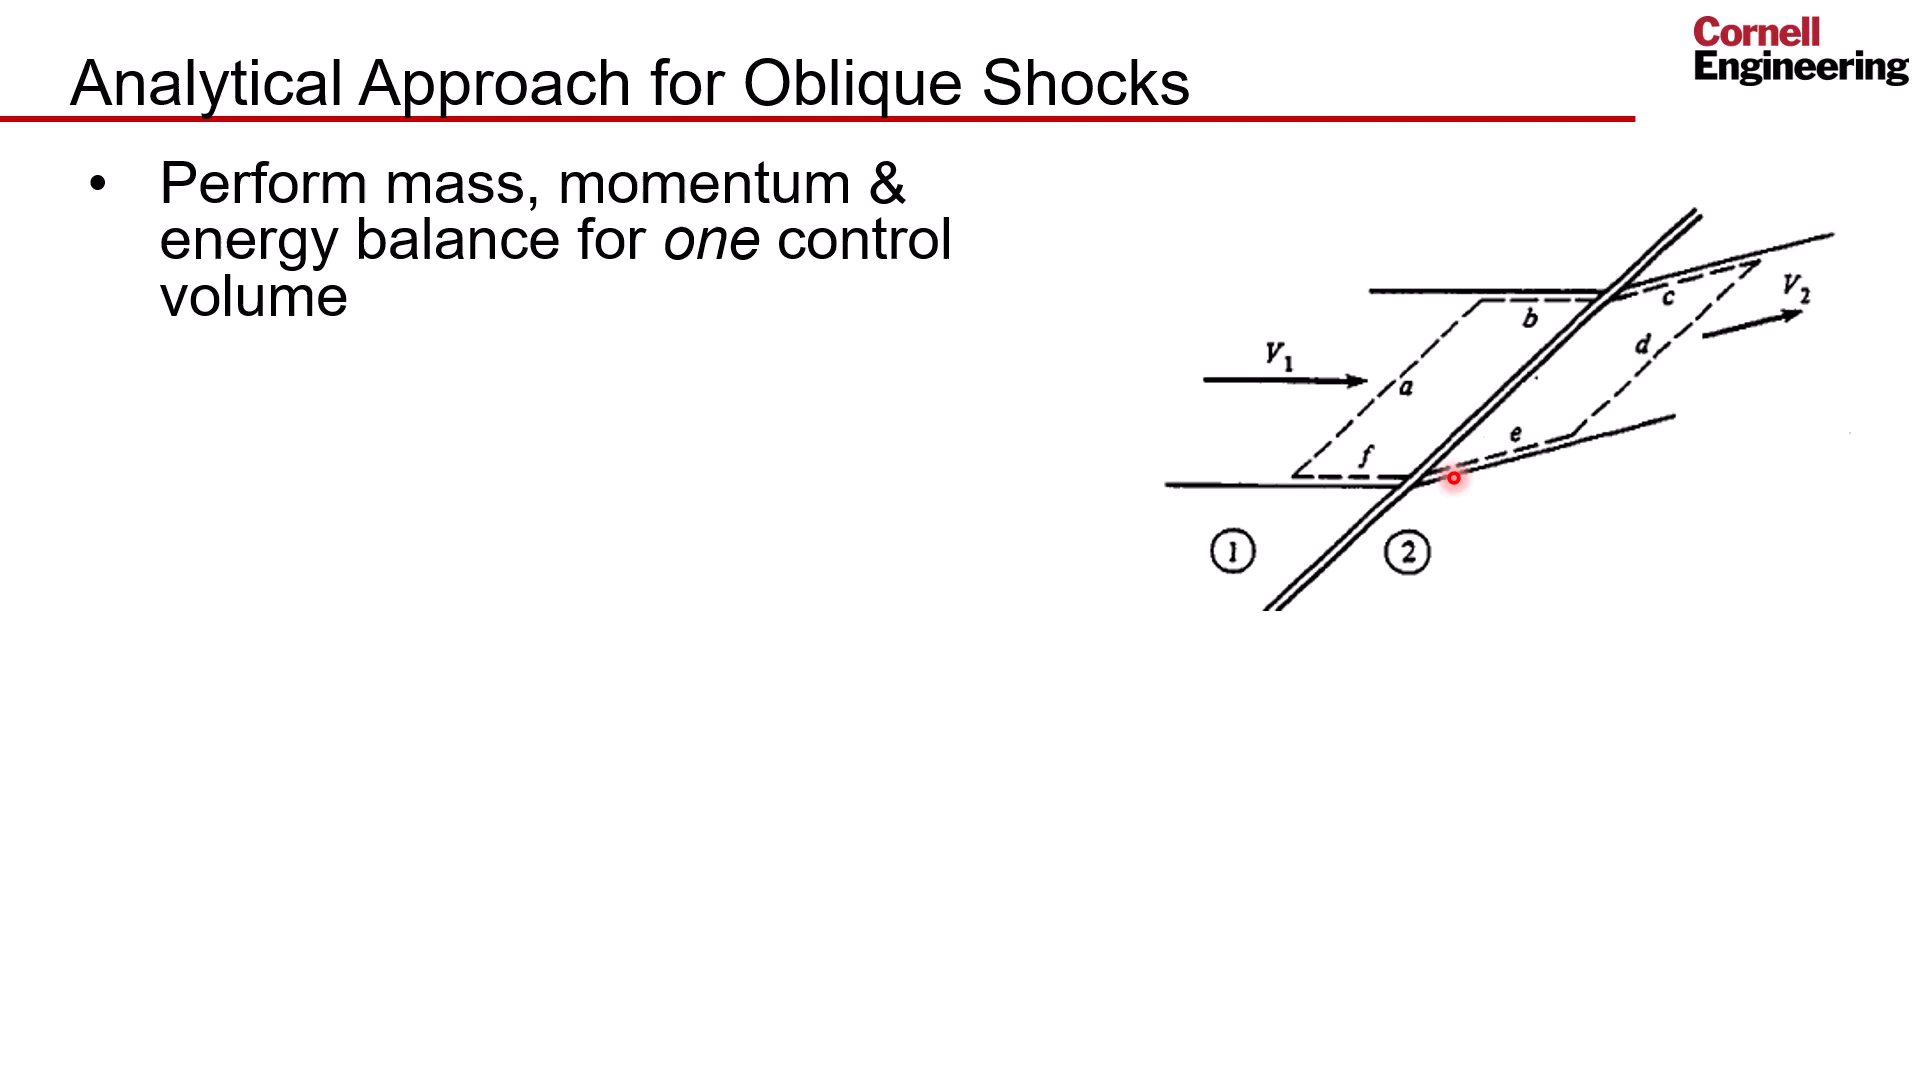 Cornell
Engineering
Analytical Approach for Oblique Shocks
• Perform mass, momentum &
energy balance for one control
volume
V₁
V₂
a
b
c
d
e
f
1
2